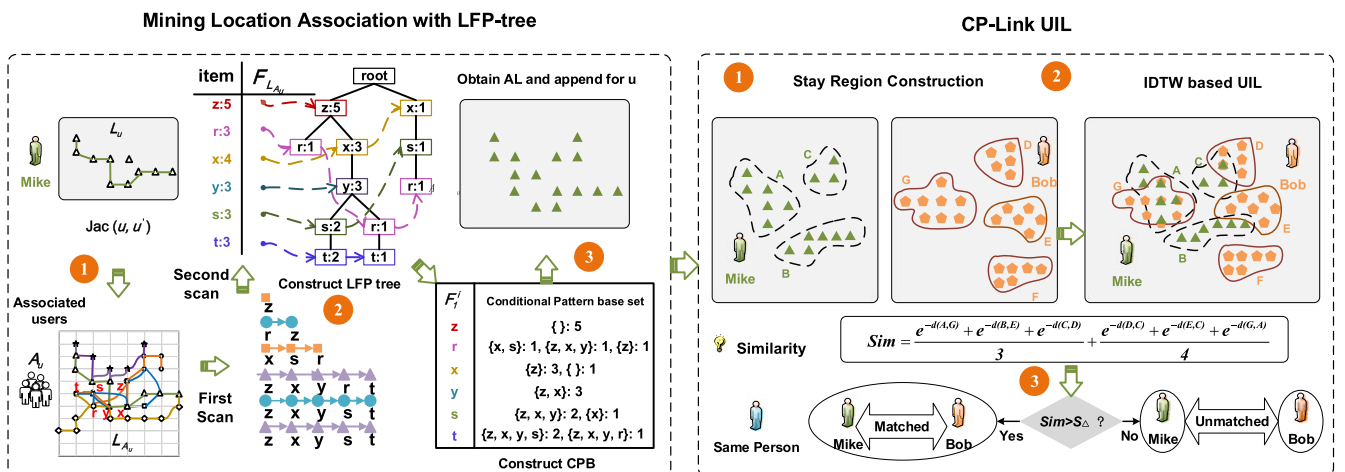 Mining Location Association with LFP-tree
CP-Link UIL
item
F_{L_{A_u}}
z:5
r:3
x:4
y:3
s:3
t:3
root
z:5
x:1
r:1
x:3
s:1
y:3
r:1
s:2
r:1
t:2
t:1
Construct LFP tree
L_u
Mike
Jac (u, u')
1
Associated
users
A_u
t s z
r y x
L_{A_u}
Second
scan
First
Scan
2
z
r z
x s r
z x y r t
z x y s t
z x y s t
Obtain AL and append for u
3
F_1^i
Conditional Pattern base set
z
{ }: 5
r
{x, s}: 1, {z, x, y}: 1, {z}: 1
x
{z}: 3, { }: 1
y
{z, x}: 3
s
{z, x, y}: 2, {x}: 1
t
{z, x, y, s}: 2, {z, x, y, r}: 1
Construct CPB
1
Stay Region Construction
2
IDTW based UIL
C
A
B
Mike
D
G
Bob
E
F
A
C
D
G
Bob
E
B
Mike
F
Similarity
Sim = \frac{e^{-d(A,G)} + e^{-d(B,E)} + e^{-d(C,D)}}{3} + \frac{e^{-d(D,C)} + e^{-d(E,C)} + e^{-d(G,A)}}{4}
3
Same Person
Mike
Matched
Bob
Yes
Sim>S_△ ?
No
Mike
Unmatched
Bob